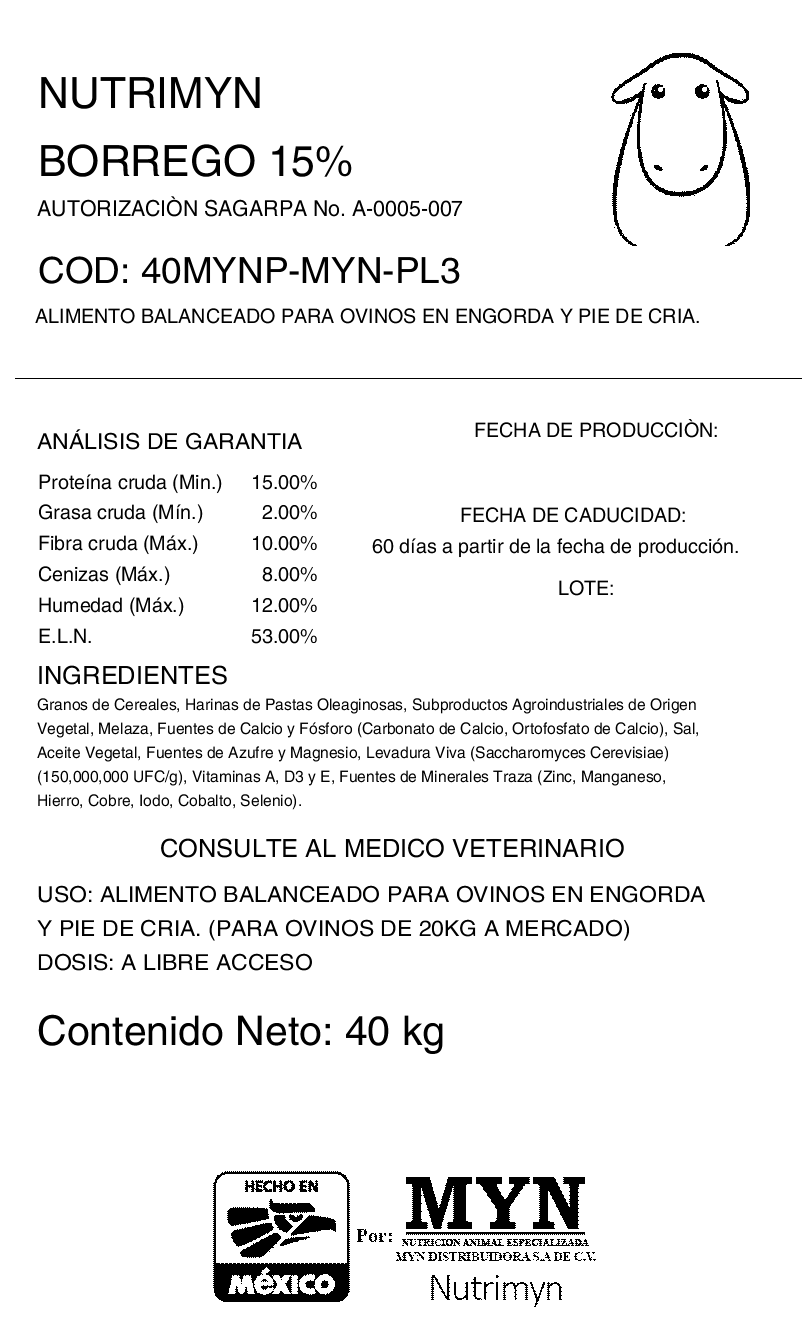 NUTRIMYN
BORREGO 15%
AUTORIZACIÒN SAGARPA No. A-0005-007
COD: 40MYNP-MYN-PL3
ALIMENTO BALANCEADO PARA OVINOS EN ENGORDA Y PIE DE CRIA.
ANÁLISIS DE GARANTIA
Proteína cruda (Min.) 15.00%
Grasa cruda (Mín.) 2.00%
Fibra cruda (Máx.) 10.00%
Cenizas (Máx.) 8.00%
Humedad (Máx.) 12.00%
E.L.N. 53.00%
FECHA DE PRODUCCIÒN:
FECHA DE CADUCIDAD:
60 días a partir de la fecha de producción.
LOTE:
INGREDIENTES
Granos de Cereales, Harinas de Pastas Oleaginosas, Subproductos Agroindustriales de Origen
Vegetal, Melaza, Fuentes de Calcio y Fósforo (Carbonato de Calcio, Ortofosfato de Calcio), Sal,
Aceite Vegetal, Fuentes de Azufre y Magnesio, Levadura Viva (Saccharomyces Cerevisiae)
(150,000,000 UFC/g), Vitaminas A, D3 y E, Fuentes de Minerales Traza (Zinc, Manganeso,
Hierro, Cobre, Iodo, Cobalto, Selenio).
CONSULTE AL MEDICO VETERINARIO
USO: ALIMENTO BALANCEADO PARA OVINOS EN ENGORDA
Y PIE DE CRIA. (PARA OVINOS DE 20KG A MERCADO)
DOSIS: A LIBRE ACCESO
Contenido Neto: 40 kg
HECHO EN
MÉXICO
Por:
MYN
NUTRICION ANIMAL ESPECIALIZADA
MYN DISTRIBUIDORA S.A DE C.V.
Nutrimyn